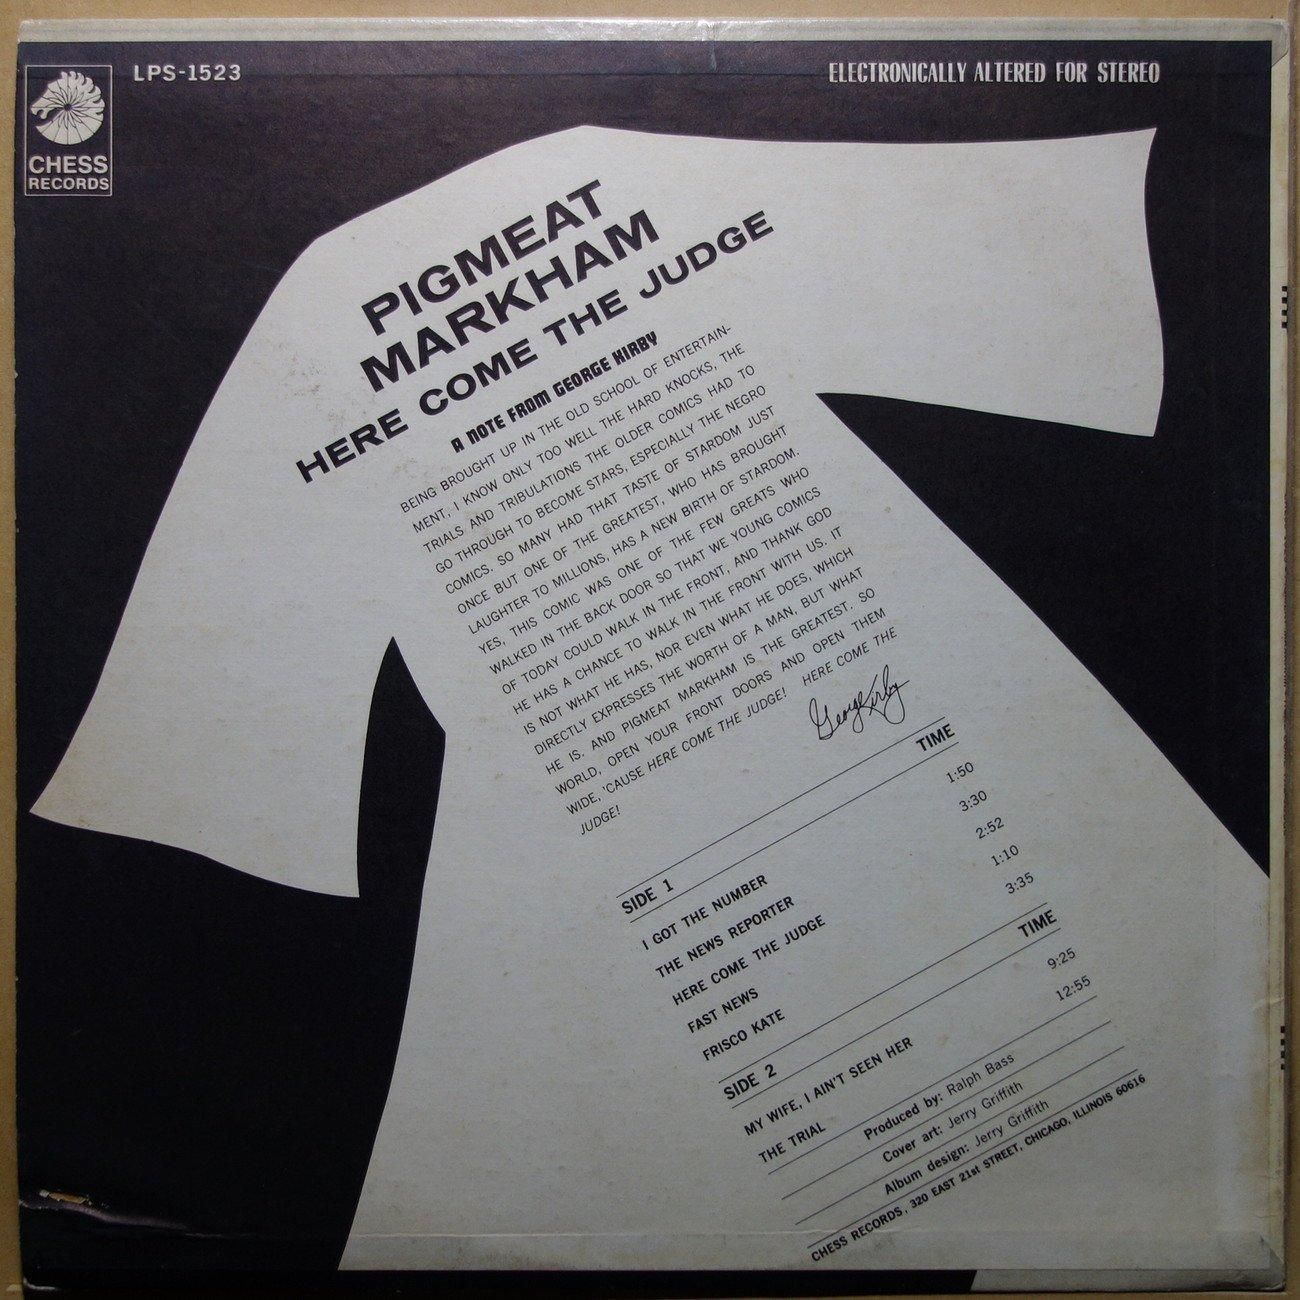 LPS-1523
ELECTRONICALLY ALTERED FOR STEREO
CHESS
RECORDS
PIGMEAT
MARKHAM
HERE COME THE JUDGE
A NOTE FROM GEORGE KIRBY
BEING BROUGHT UP IN THE OLD SCHOOL OF ENTERTAIN-
MENT, I KNOW ONLY TOO WELL THE HARD KNOCKS, THE
TRIALS AND TRIBULATIONS THE OLDER COMICS HAD TO
GO THROUGH TO BECOME STARS, ESPECIALLY THE NEGRO
COMICS. SO MANY HAD THAT TASTE OF STARDOM JUST
ONCE BUT ONE OF THE GREATEST, WHO HAS BROUGHT
LAUGHTER TO MILLIONS, HAS A NEW BIRTH OF STARDOM.
YES, THIS COMIC WAS ONE OF THE FEW GREATS WHO
WALKED IN THE BACK DOOR SO THAT WE YOUNG COMICS
OF TODAY COULD WALK IN THE FRONT, AND THANK GOD
HE HAS A CHANCE TO WALK IN THE FRONT WITH US. IT
IS NOT WHAT HE HAS, NOR EVEN WHAT HE DOES, WHICH
DIRECTLY EXPRESSES THE WORTH OF A MAN, BUT WHAT
HE IS. AND PIGMEAT MARKHAM IS THE GREATEST. SO
WORLD, OPEN YOUR FRONT DOORS AND OPEN THEM
WIDE, 'CAUSE HERE COME THE JUDGE! HERE COME THE
JUDGE!
George Kirby
SIDE 1 TIME
I GOT THE NUMBER 1:50
THE NEWS REPORTER 3:30
HERE COME THE JUDGE 2:52
FAST NEWS 1:10
FRISCO KATE 3:35
SIDE 2 TIME
MY WIFE, I AIN'T SEEN HER 9:25
THE TRIAL 12:55
Produced by: Ralph Bass
Cover art: Jerry Griffith
Album design: Jerry Griffith
CHESS RECORDS, 320 EAST 21st STREET, CHICAGO, ILLINOIS 60616